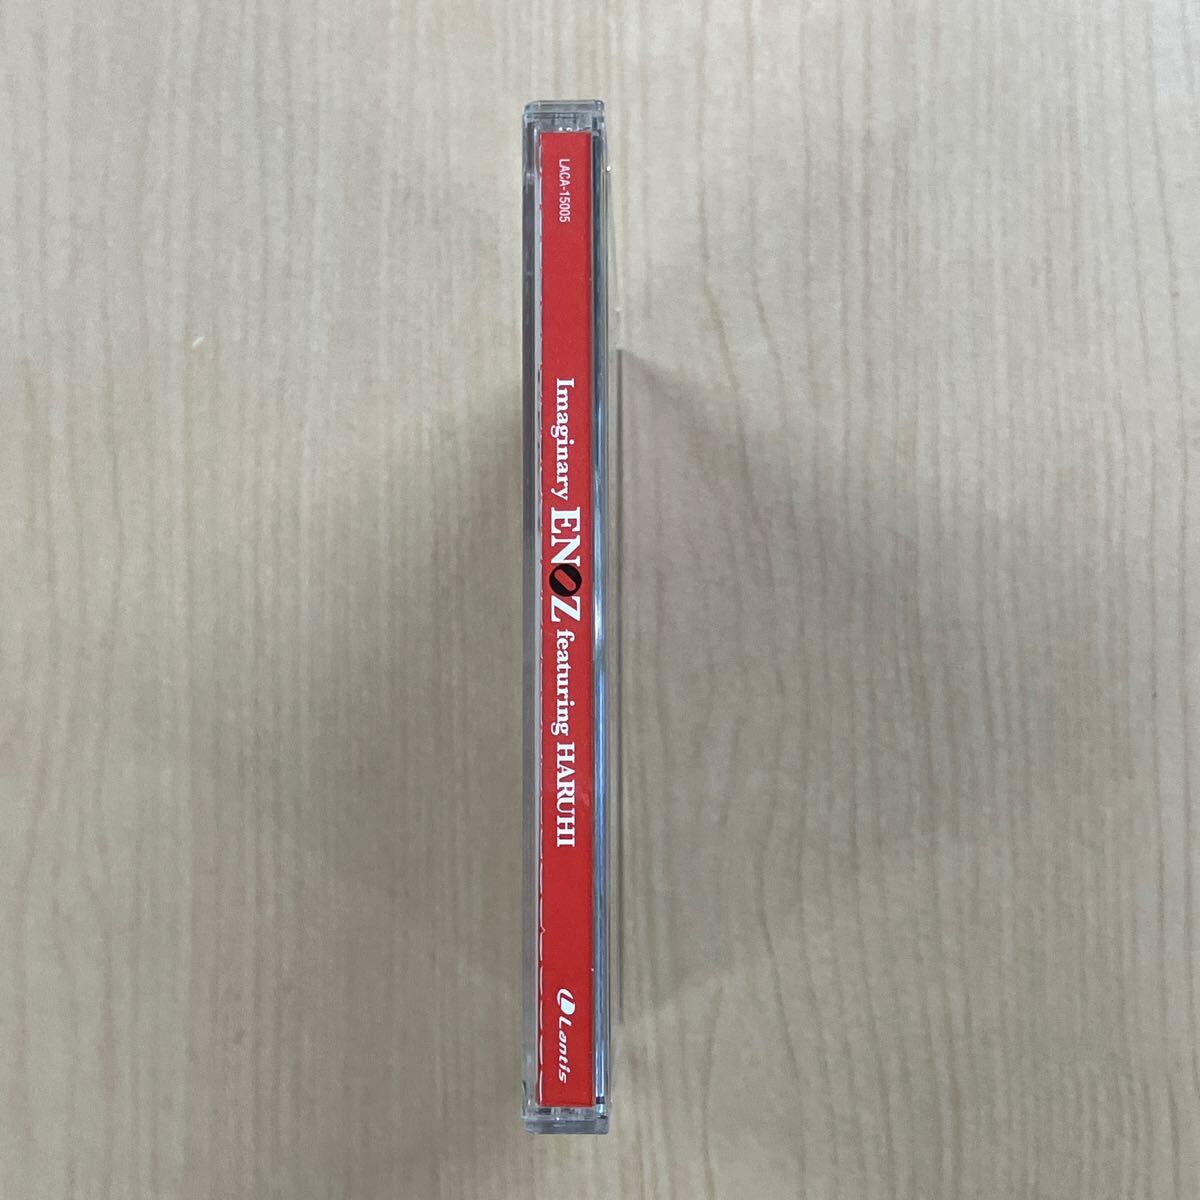 LACA-15005
Imaginary ENOZ featuring HARUHI
Lantis